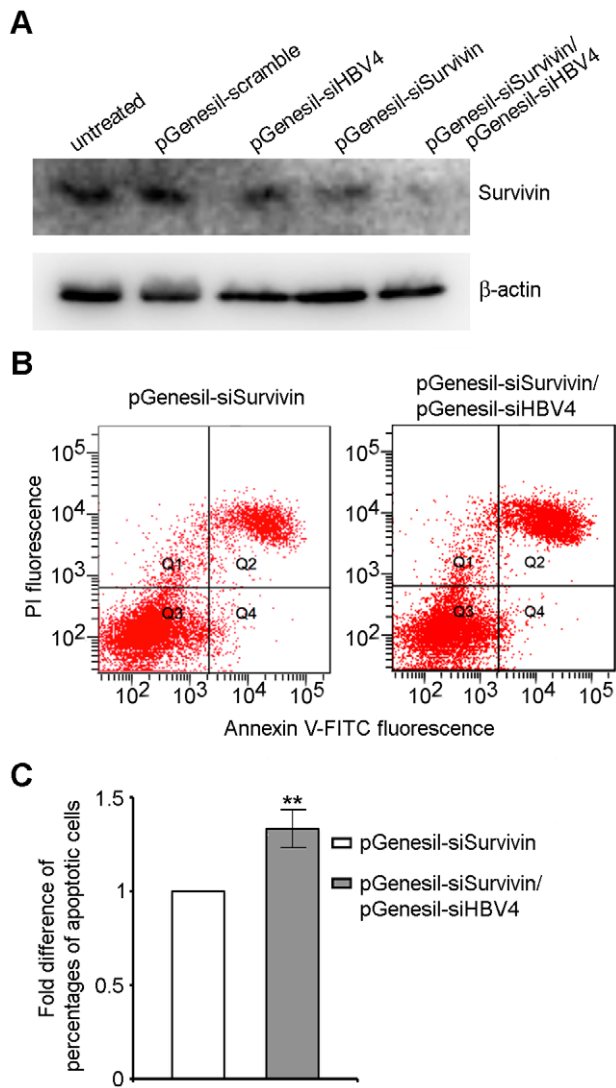 A
untreated
pGenesil-scramble
pGenesil-siHBV4
pGenesil-siSurvivin
pGenesil-siSurvivin/
pGenesil-siHBV4
Survivin
β-actin
B
pGenesil-siSurvivin
pGenesil-siSurvivin/
pGenesil-siHBV4
PI fluorescence
10⁵
10⁴
10³
10²
Q1
Q2
Q3
Q4
10² 10³ 10⁴ 10⁵
10⁵
10⁴
10³
10²
Q1
Q2
Q3
Q4
10² 10³ 10⁴ 10⁵
Annexin V-FITC fluorescence
C
Fold difference of
percentages of apoptotic cells
1.5
1
0.5
0
**
pGenesil-siSurvivin
pGenesil-siSurvivin/
pGenesil-siHBV4